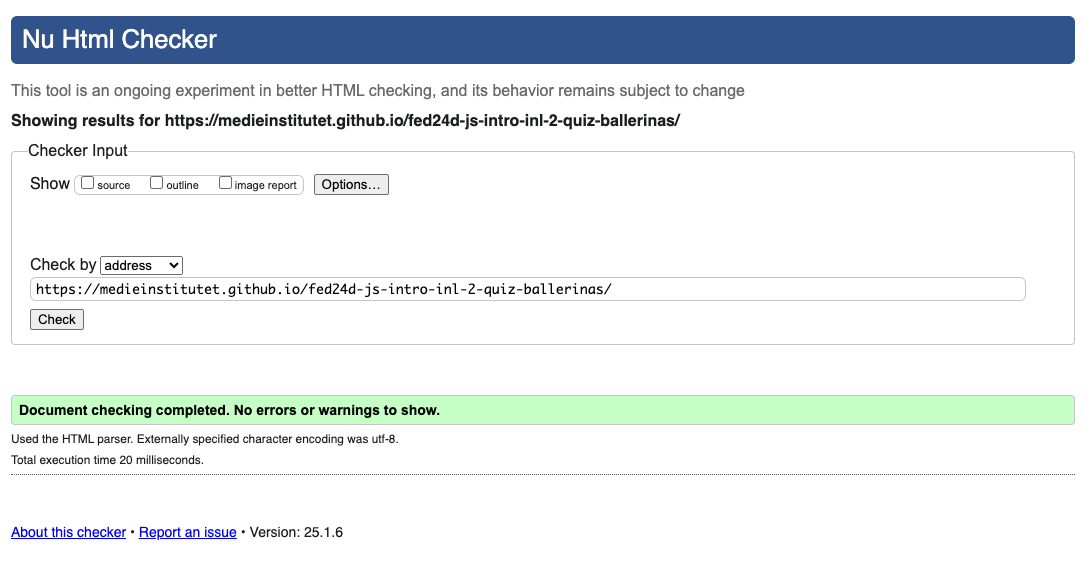 Nu Html Checker
This tool is an ongoing experiment in better HTML checking, and its behavior remains subject to change
Showing results for https://medieinstitutet.github.io/fed24d-js-intro-inl-2-quiz-ballerinas/
Checker Input
Show source outline image report Options…
Check by address
https://medieinstitutet.github.io/fed24d-js-intro-inl-2-quiz-ballerinas/
Check
Document checking completed. No errors or warnings to show.
Used the HTML parser. Externally specified character encoding was utf-8.
Total execution time 20 milliseconds.
About this checker • Report an issue • Version: 25.1.6